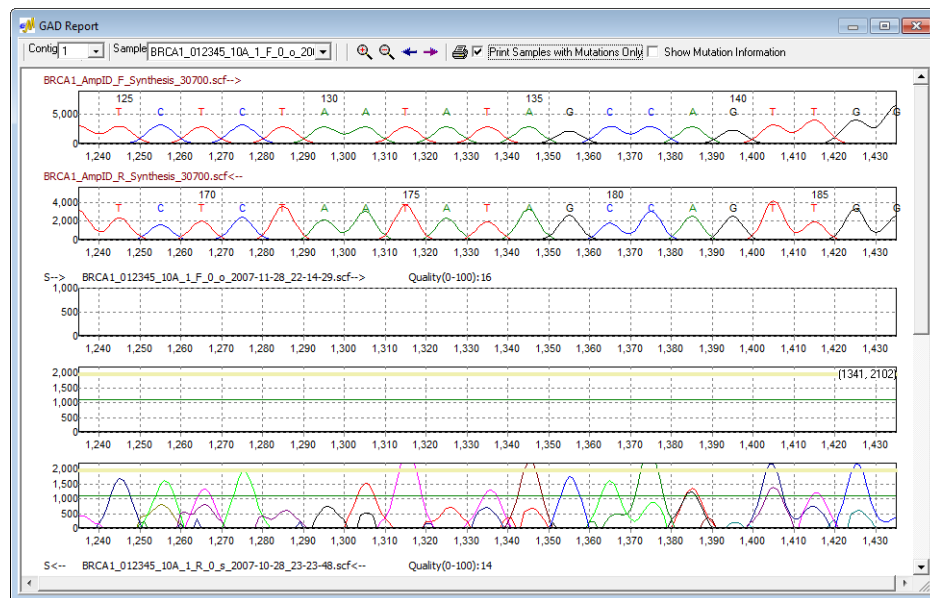 GAD Report
Contig 1 Sample BRCA1_012345_10A_1_F_0_o_20 Print Samples with Mutations Only Show Mutation Information
BRCA1_AmpID_F_Synthesis_30700.scf-->
125 130 135 140
T C T C T A A T A T A G C C A G T T G G
5,000
0
1,240 1,250 1,260 1,270 1,280 1,290 1,300 1,310 1,320 1,330 1,340 1,350 1,360 1,370 1,380 1,390 1,400 1,410 1,420 1,430
BRCA1_AmpID_R_Synthesis_30700.scf<--
170 175 180 185
T C T C T A A T A T A G C C A G T T G G
4,000
2,000
0
1,240 1,250 1,260 1,270 1,280 1,290 1,300 1,310 1,320 1,330 1,340 1,350 1,360 1,370 1,380 1,390 1,400 1,410 1,420 1,430
S--> BRCA1_012345_10A_1_F_0_o_2007-11-28_22-14-29.scf--> Quality(0-100):16
1,000
500
0
1,240 1,250 1,260 1,270 1,280 1,290 1,300 1,310 1,320 1,330 1,340 1,350 1,360 1,370 1,380 1,390 1,400 1,410 1,420 1,430
2,000 (1341, 2102)
1,500
1,000
500
0
1,240 1,250 1,260 1,270 1,280 1,290 1,300 1,310 1,320 1,330 1,340 1,350 1,360 1,370 1,380 1,390 1,400 1,410 1,420 1,430
2,000
1,500
1,000
500
0
1,240 1,250 1,260 1,270 1,280 1,290 1,300 1,310 1,320 1,330 1,340 1,350 1,360 1,370 1,380 1,390 1,400 1,410 1,420 1,430
S<-- BRCA1_012345_10A_1_R_0_s_2007-10-28_23-23-48.scf<-- Quality(0-100):14